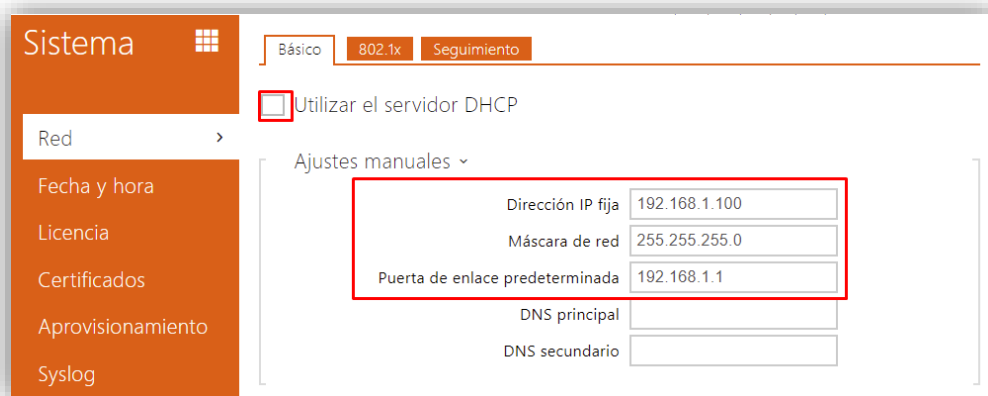 Sistema
Básico
802.1x
Seguimiento
Utilizar el servidor DHCP
Red
Ajustes manuales
Fecha y hora
Dirección IP fija 192.168.1.100
Licencia
Máscara de red 255.255.255.0
Certificados
Puerta de enlace predeterminada 192.168.1.1
DNS principal
Aprovisionamiento
DNS secundario
Syslog